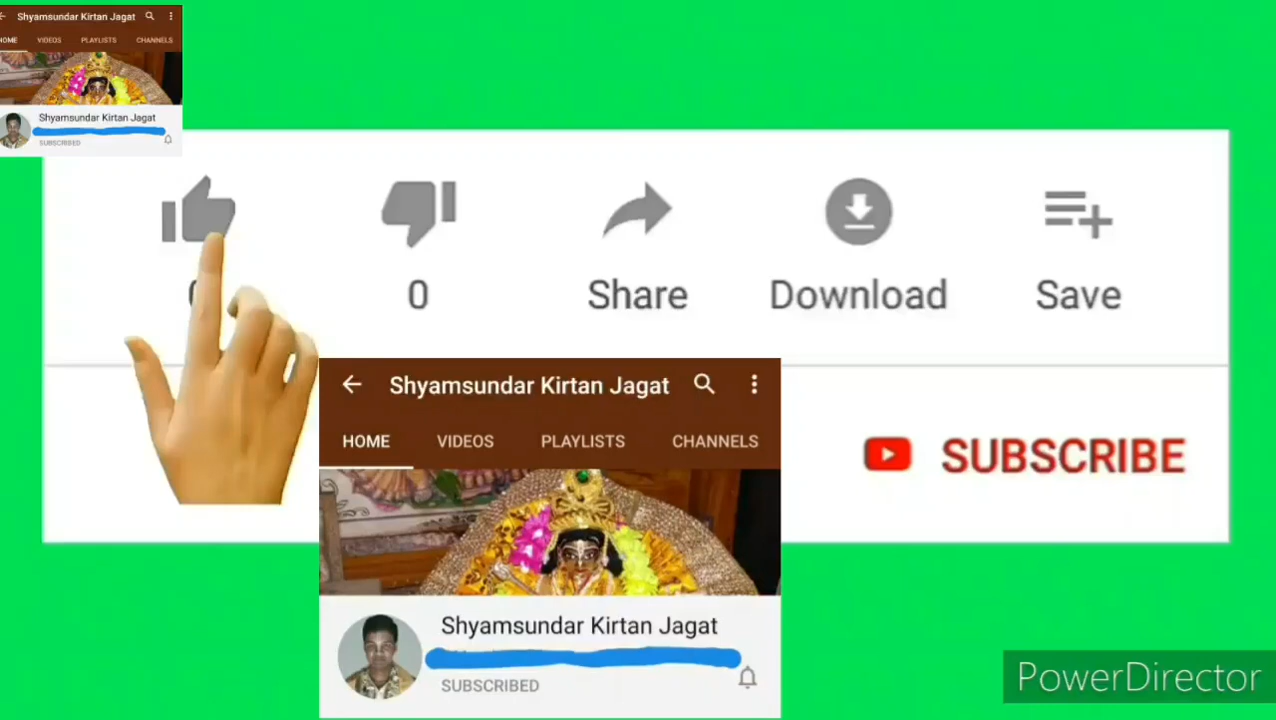 Shyamsundar Kirtan Jagat
HOME VIDEOS PLAYLISTS CHANNELS
Shyamsundar Kirtan Jagat
SUBSCRIBED
0 Share Download Save
Shyamsundar Kirtan Jagat
HOME VIDEOS PLAYLISTS CHANNELS
SUBSCRIBE
Shyamsundar Kirtan Jagat
SUBSCRIBED
PowerDirector